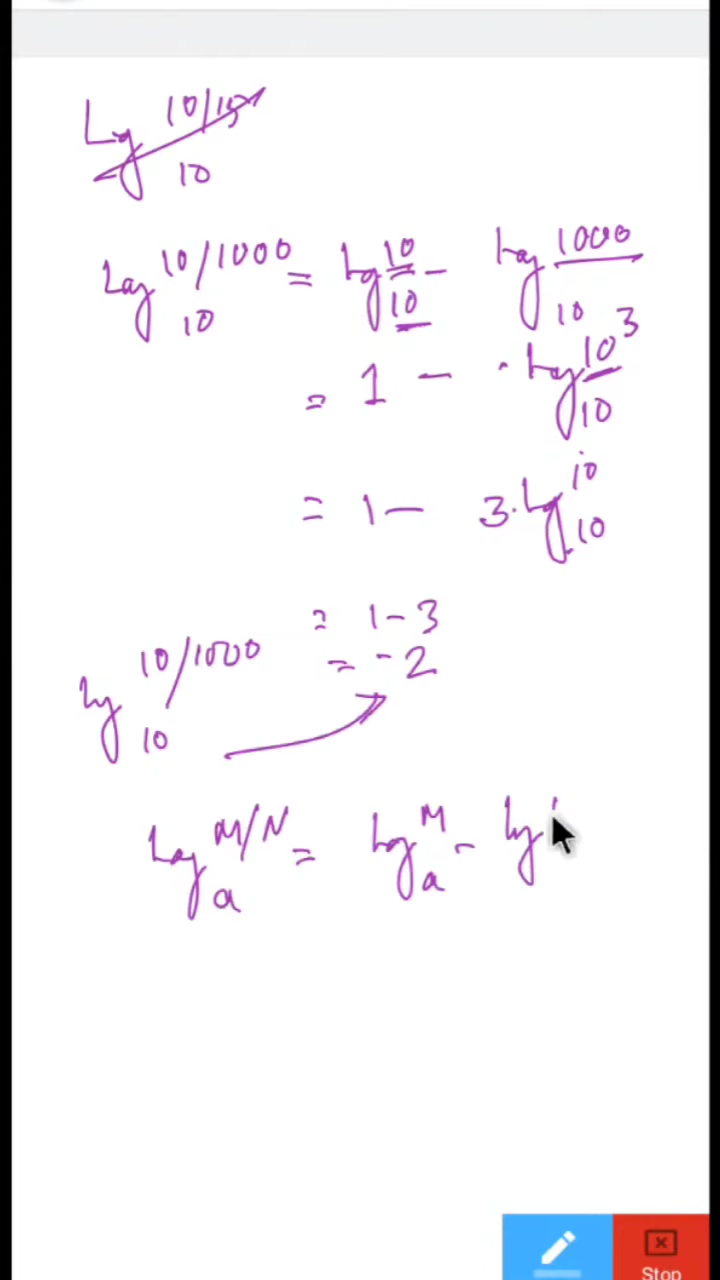 Log 10/10 10
Log 10/1000 10 = log 10 10 - log 1000 10
= 1 - . log 10 3 10
= 1 - 3. log 10 10
= 1 - 3
log 10/1000 10 = - 2
Log M/N a = log M a - log
Stop